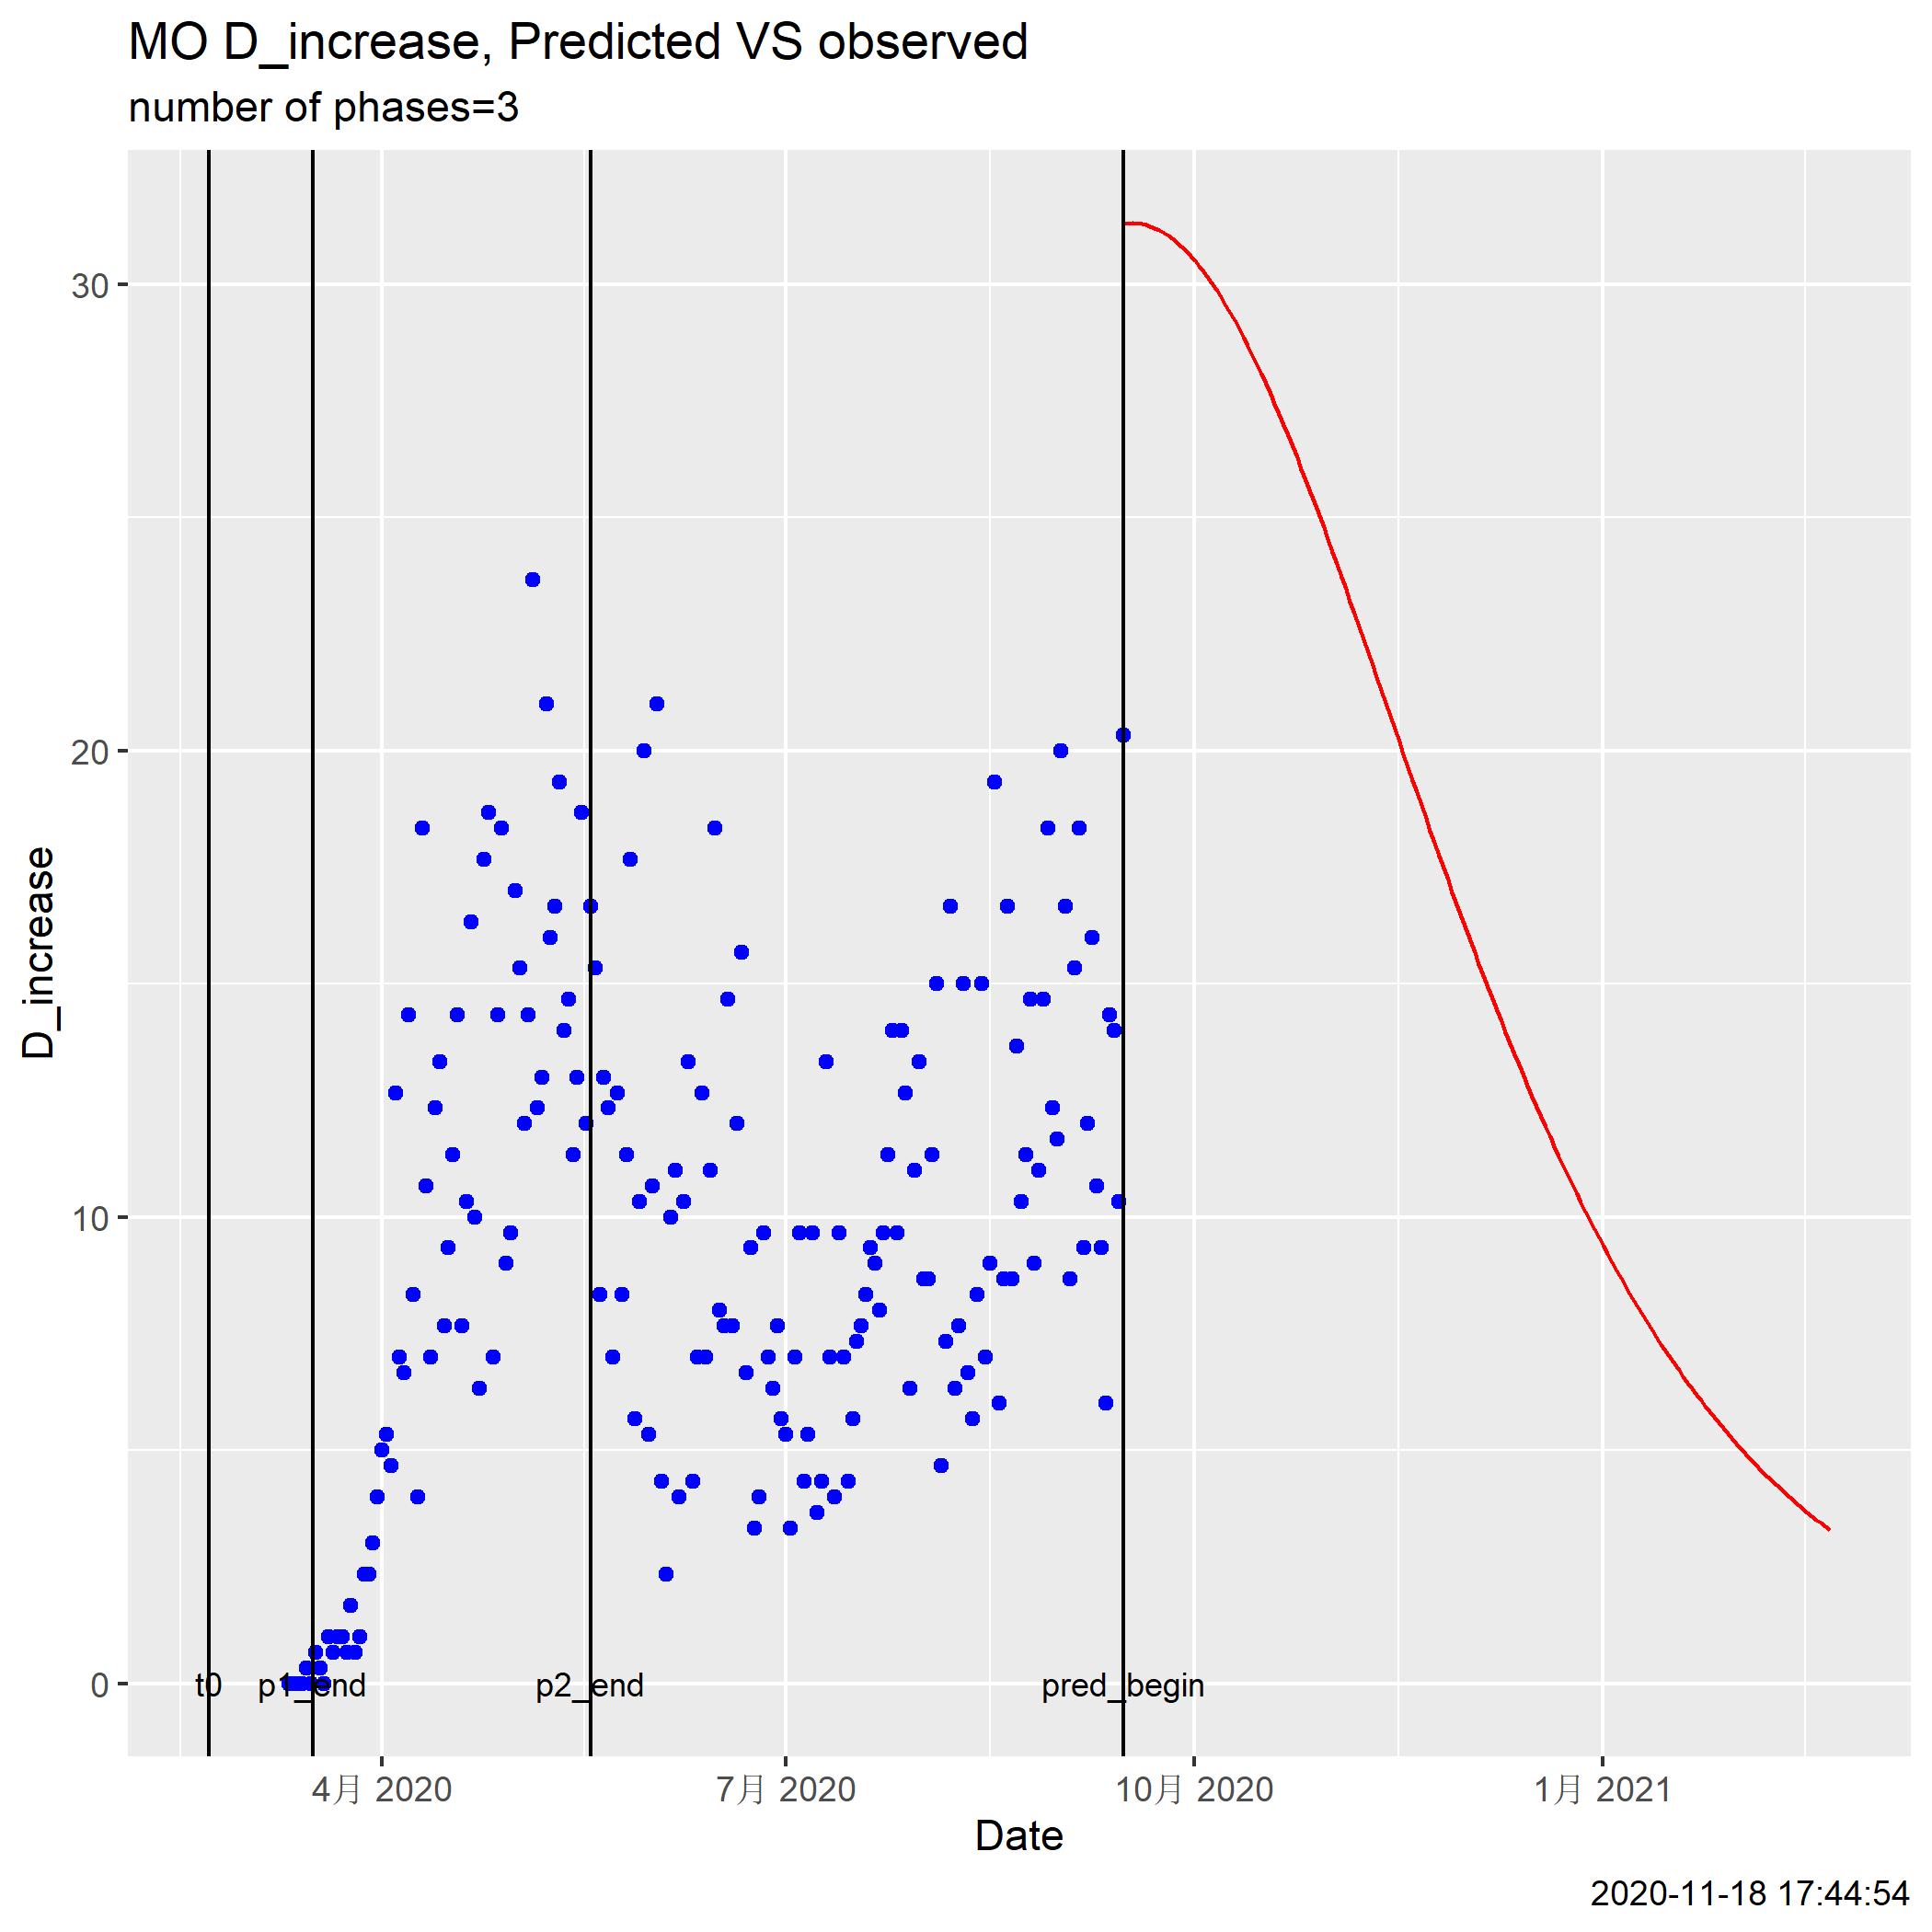 MO D_increase, Predicted VS observed
number of phases=3
D_increase
30
20
10
0
t0
p1_end
p2_end
pred_begin
4月 2020
7月 2020
10月 2020
1月 2021
Date
2020-11-18 17:44:54